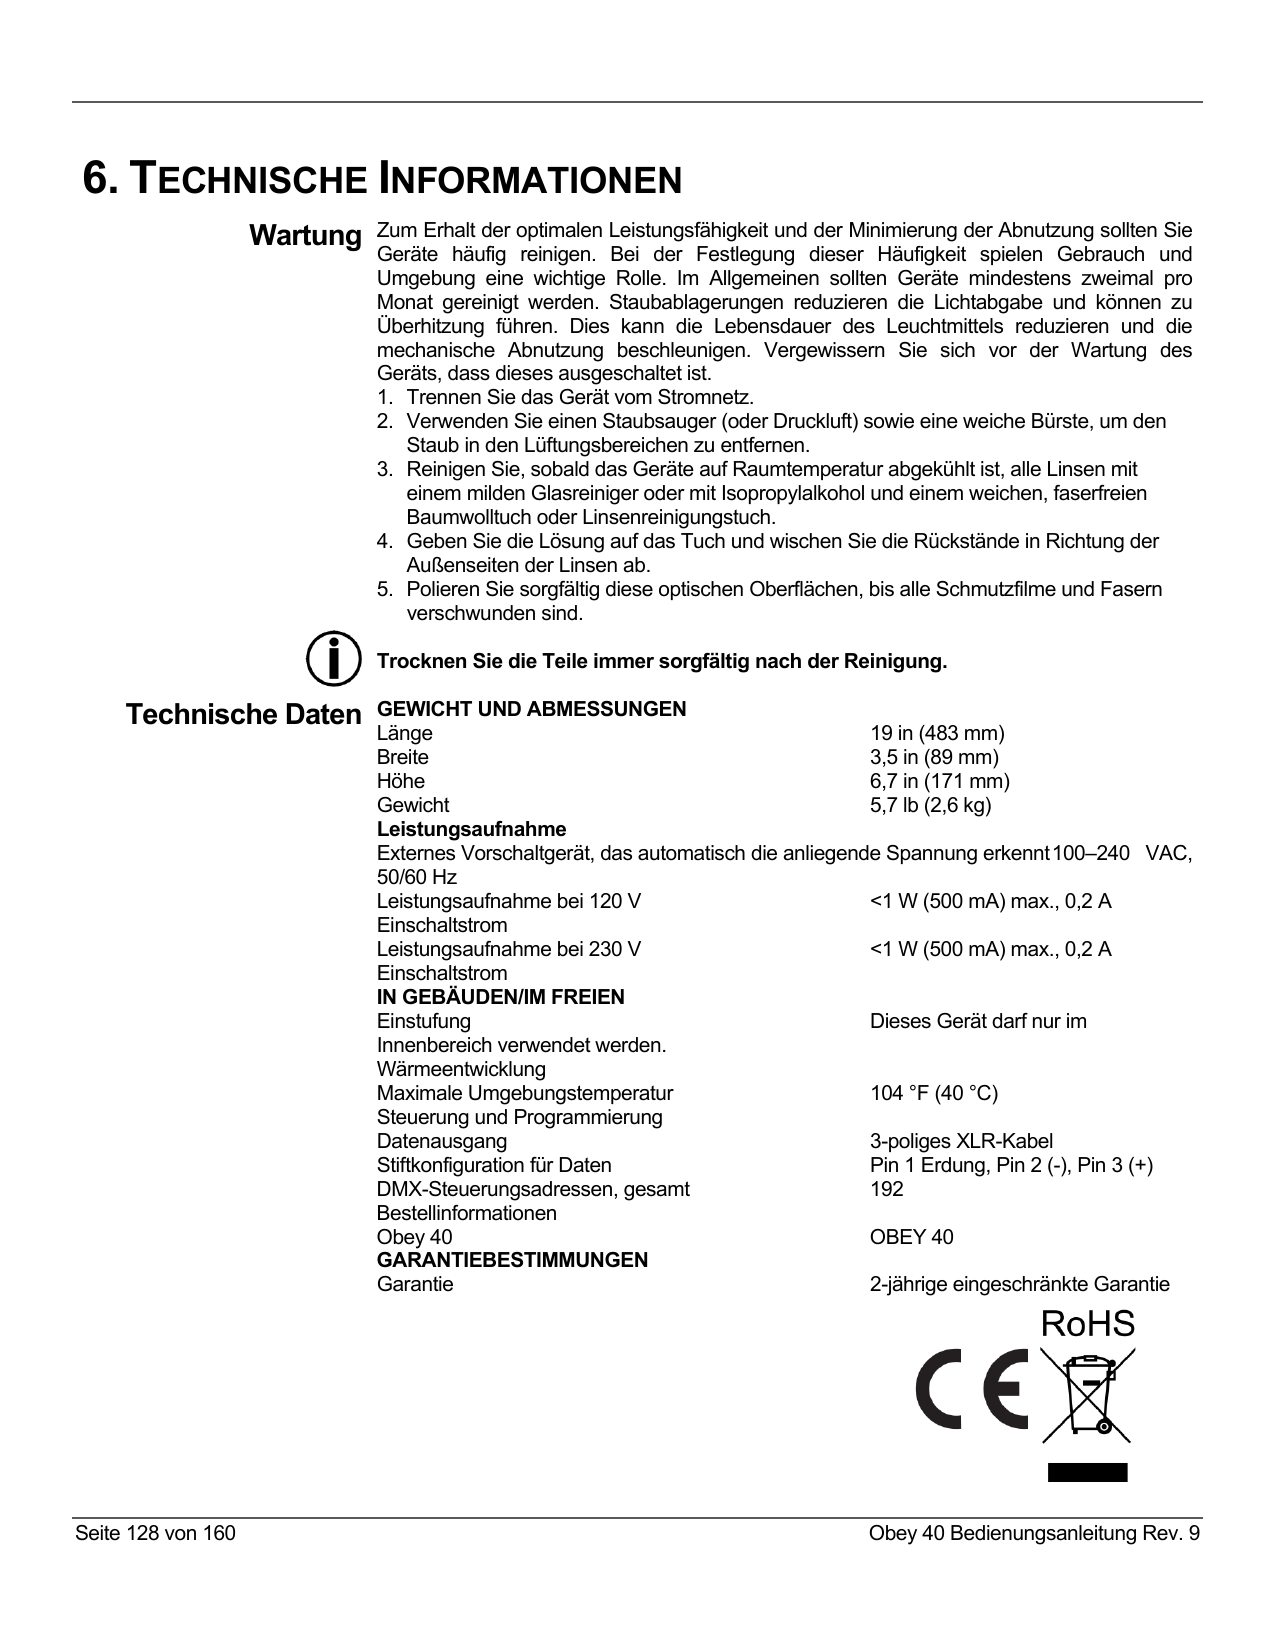 6. TECHNISCHE INFORMATIONEN
Wartung
Zum Erhalt der optimalen Leistungsfähigkeit und der Minimierung der Abnutzung sollten Sie
Geräte häufig reinigen. Bei der Festlegung dieser Häufigkeit spielen Gebrauch und
Umgebung eine wichtige Rolle. Im Allgemeinen sollten Geräte mindestens zweimal pro
Monat gereinigt werden. Staubablagerungen reduzieren die Lichtabgabe und können zu
Überhitzung führen. Dies kann die Lebensdauer des Leuchtmittels reduzieren und die
mechanische Abnutzung beschleunigen. Vergewissern Sie sich vor der Wartung des
Geräts, dass dieses ausgeschaltet ist.
1. Trennen Sie das Gerät vom Stromnetz.
2. Verwenden Sie einen Staubsauger (oder Druckluft) sowie eine weiche Bürste, um den
Staub in den Lüftungsbereichen zu entfernen.
3. Reinigen Sie, sobald das Geräte auf Raumtemperatur abgekühlt ist, alle Linsen mit
einem milden Glasreiniger oder mit Isopropylalkohol und einem weichen, faserfreien
Baumwolltuch oder Linsenreinigungstuch.
4. Geben Sie die Lösung auf das Tuch und wischen Sie die Rückstände in Richtung der
Außenseiten der Linsen ab.
5. Polieren Sie sorgfältig diese optischen Oberflächen, bis alle Schmutzfilme und Fasern
verschwunden sind.
Trocknen Sie die Teile immer sorgfältig nach der Reinigung.
Technische Daten
GEWICHT UND ABMESSUNGEN
Länge 19 in (483 mm)
Breite 3,5 in (89 mm)
Höhe 6,7 in (171 mm)
Gewicht 5,7 lb (2,6 kg)
Leistungsaufnahme
Externes Vorschaltgerät, das automatisch die anliegende Spannung erkennt 100–240 VAC,
50/60 Hz
Leistungsaufnahme bei 120 V <1 W (500 mA) max., 0,2 A
Einschaltstrom
Leistungsaufnahme bei 230 V <1 W (500 mA) max., 0,2 A
Einschaltstrom
IN GEBÄUDEN/IM FREIEN
Einstufung Dieses Gerät darf nur im
Innenbereich verwendet werden.
Wärmeentwicklung
Maximale Umgebungstemperatur 104 °F (40 °C)
Steuerung und Programmierung
Datenausgang 3-poliges XLR-Kabel
Stiftkonfiguration für Daten Pin 1 Erdung, Pin 2 (-), Pin 3 (+)
DMX-Steuerungsadressen, gesamt 192
Bestellinformationen
Obey 40 OBEY 40
GARANTIEBESTIMMUNGEN
Garantie 2-jährige eingeschränkte Garantie
RoHS
CE
Seite 128 von 160 Obey 40 Bedienungsanleitung Rev. 9